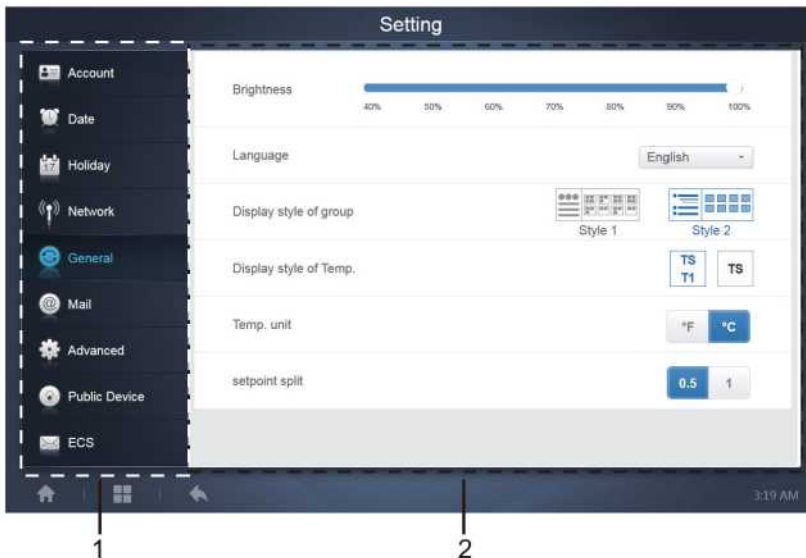 Setting
Account
Date
17
Holiday
Network
General
Mail
Advanced
Public Device
ECS
Brightness
40% 50% 60% 70% 80% 90% 100%
Language
English
Display style of group
Style 1
Style 2
Display style of Temp.
TS
T1
TS
Temp. unit
°F °C
setpoint split
0.5 1
3:19 AM
1
2